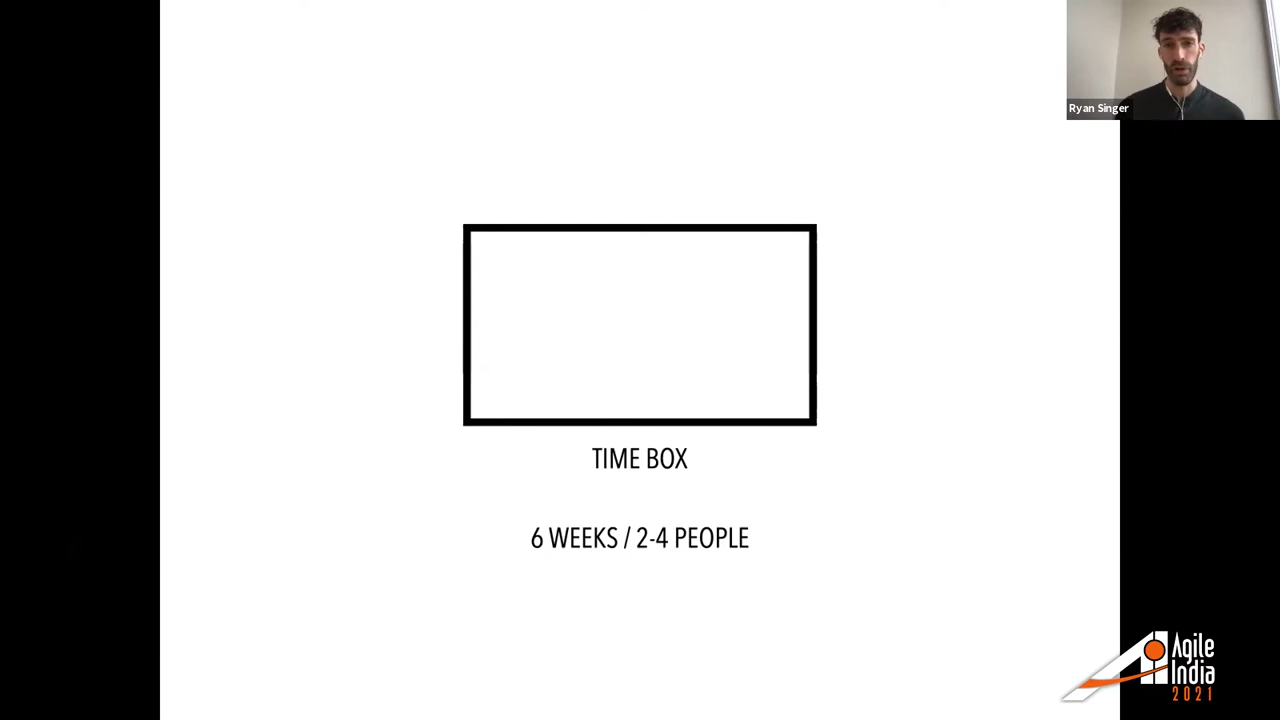 Ryan Singer
TIME BOX
6 WEEKS / 2-4 PEOPLE
Agile
India
2021